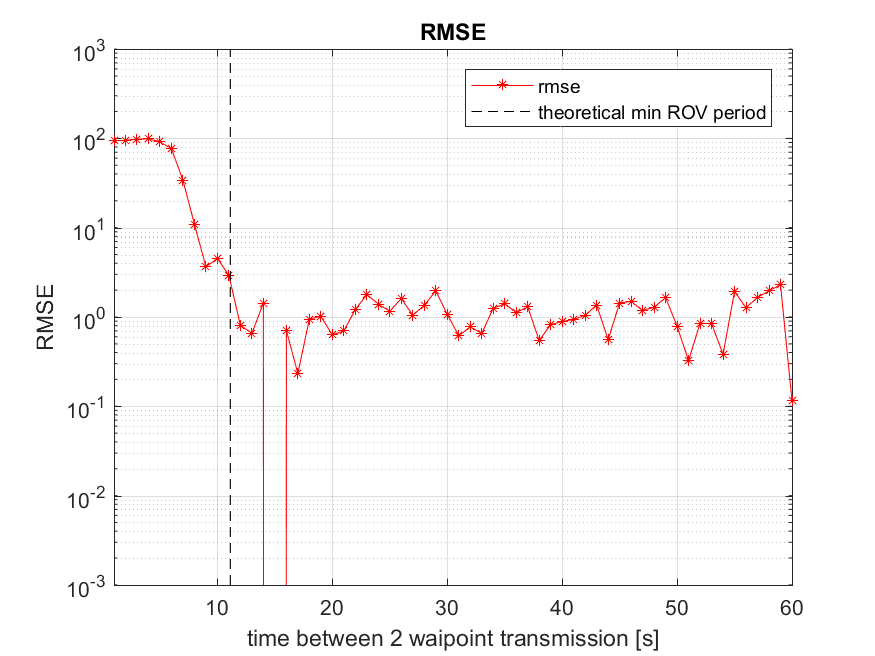 RMSE
10^3
rmse
theoretical min ROV period
10^2
10^1
RMSE
10^0
10^-1
10^-2
10^-3
10 20 30 40 50 60
time between 2 waipoint transmission [s]